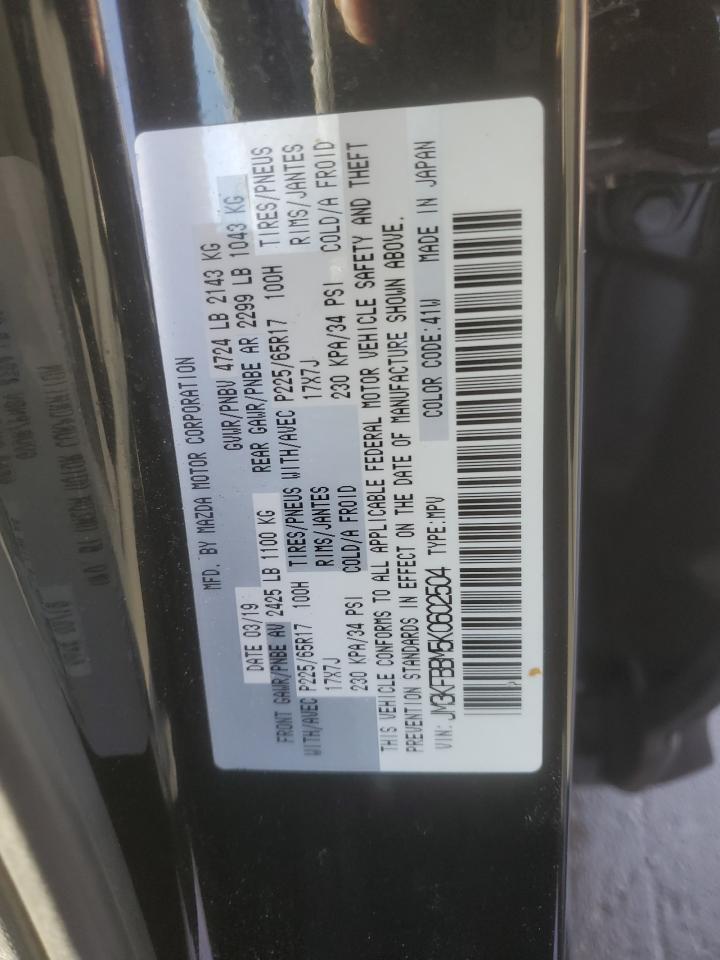 MFD. BY MAZDA MOTOR CORPORATION
DATE 03/19 GVWR/PNBV 4724 LB 2143 KG
FRONT GAWR/PNBE AV 2425 LB 1100 KG REAR GAWR/PNBE AR 2299 LB 1043 KG
WITH/AVEC P225/65R17 100H TIRES/PNEUS WITH/AVEC P225/65R17 100H TIRES/PNEUS
17X7J RIMS/JANTES 17X7J RIMS/JANTES
230 KPA/34 PSI COLD/A FROID 230 KPA/34 PSI COLD/A FROID
THIS VEHICLE CONFORMS TO ALL APPLICABLE FEDERAL MOTOR VEHICLE SAFETY AND THEFT
PREVENTION STANDARDS IN EFFECT ON THE DATE OF MANUFACTURE SHOWN ABOVE.
VIN: JM3KFBBM5K0602504 TYPE:MPV COLOR CODE:41W MADE IN JAPAN